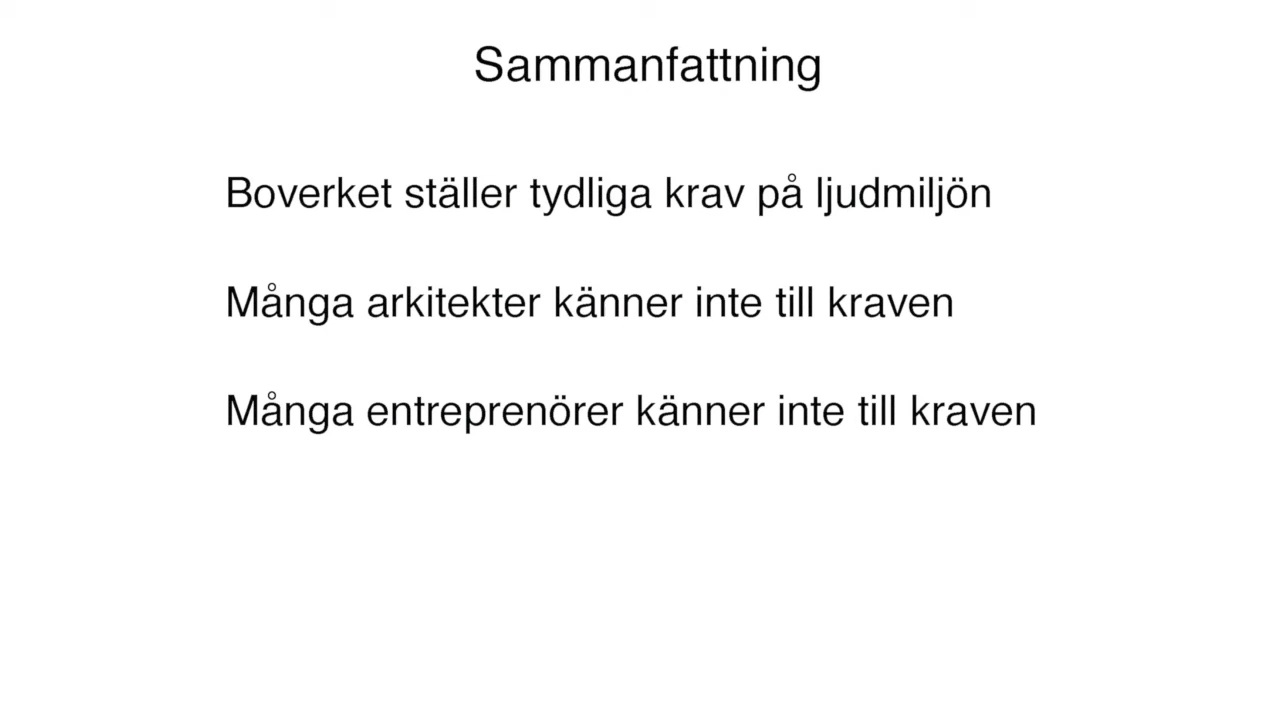 Sammanfattning
Boverket ställer tydliga krav på ljudmiljön
Många arkitekter känner inte till kraven
Många entreprenörer känner inte till kraven